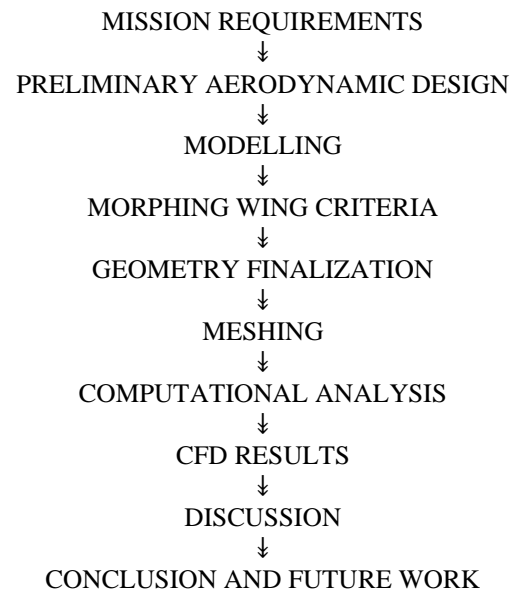 MISSION REQUIREMENTS
↡
PRELIMINARY AERODYNAMIC DESIGN
↡
MODELLING
↡
MORPHING WING CRITERIA
↡
GEOMETRY FINALIZATION
↡
MESHING
↡
COMPUTATIONAL ANALYSIS
↡
CFD RESULTS
↡
DISCUSSION
↡
CONCLUSION AND FUTURE WORK